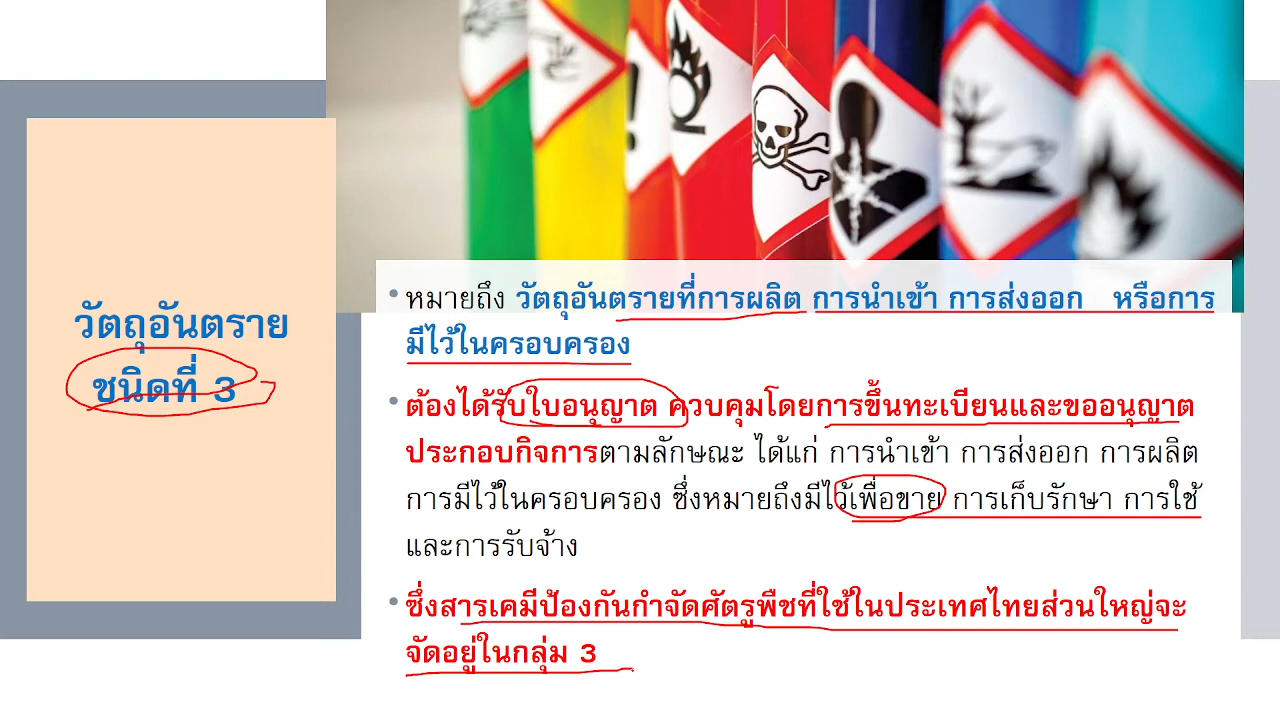 วัตถุอันตราย
ชนิดที่ 3
• หมายถึง วัตถุอันตรายที่การผลิต การนำเข้า การส่งออก หรือการ
มีไว้ในครอบครอง
• ต้องได้รับใบอนุญาต ควบคุมโดยการขึ้นทะเบียนและขออนุญาต
ประกอบกิจการตามลักษณะ ได้แก่ การนำเข้า การส่งออก การผลิต
การมีไว้ในครอบครอง ซึ่งหมายถึงมีไว้เพื่อขาย การเก็บรักษา การใช้
และการรับจ้าง
• ซึ่งสารเคมีป้องกันกำจัดศัตรูพืชที่ใช้ในประเทศไทยส่วนใหญ่จะ
จัดอยู่ในกลุ่ม 3